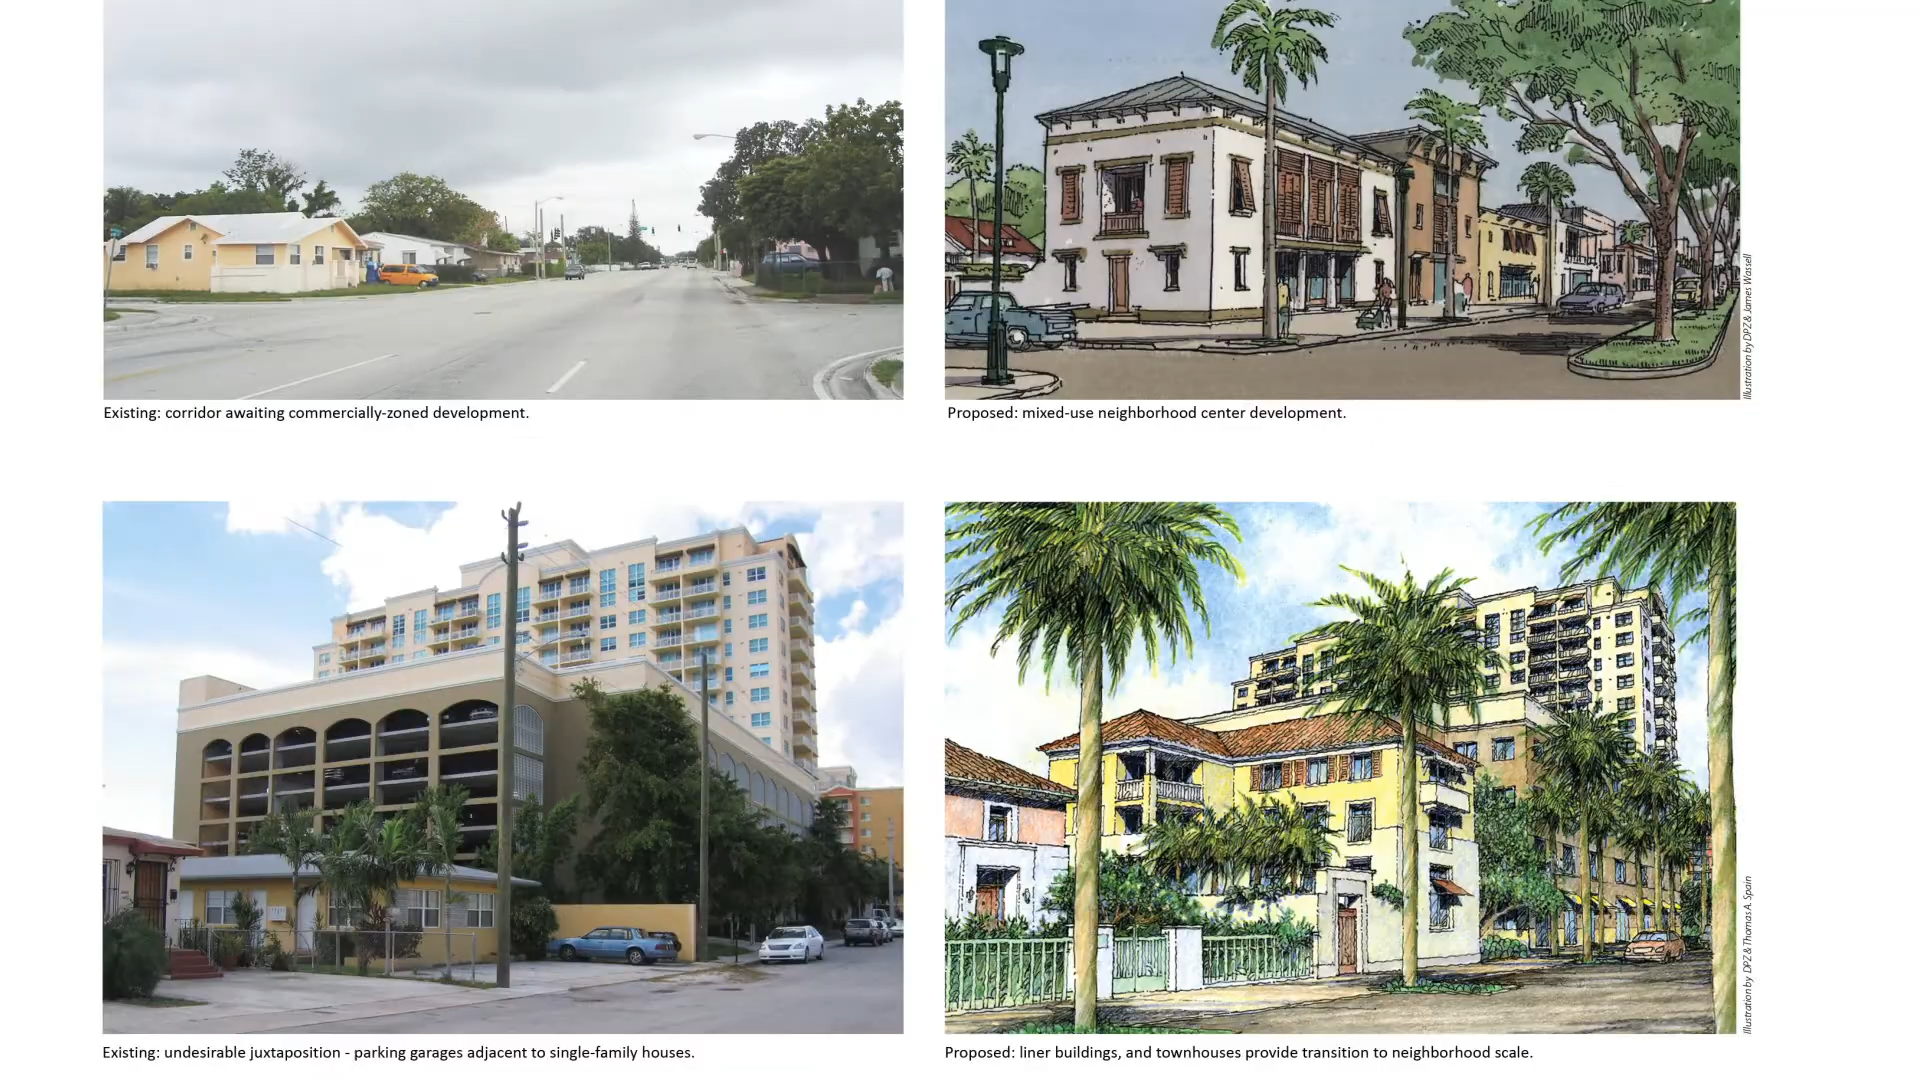 Illustration by DPZ & James Wassell
Existing: corridor awaiting commercially-zoned development.
Proposed: mixed-use neighborhood center development.
Illustration by DPZ & Thomas A. Spain
Existing: undesirable juxtaposition - parking garages adjacent to single-family houses.
Proposed: liner buildings, and townhouses provide transition to neighborhood scale.